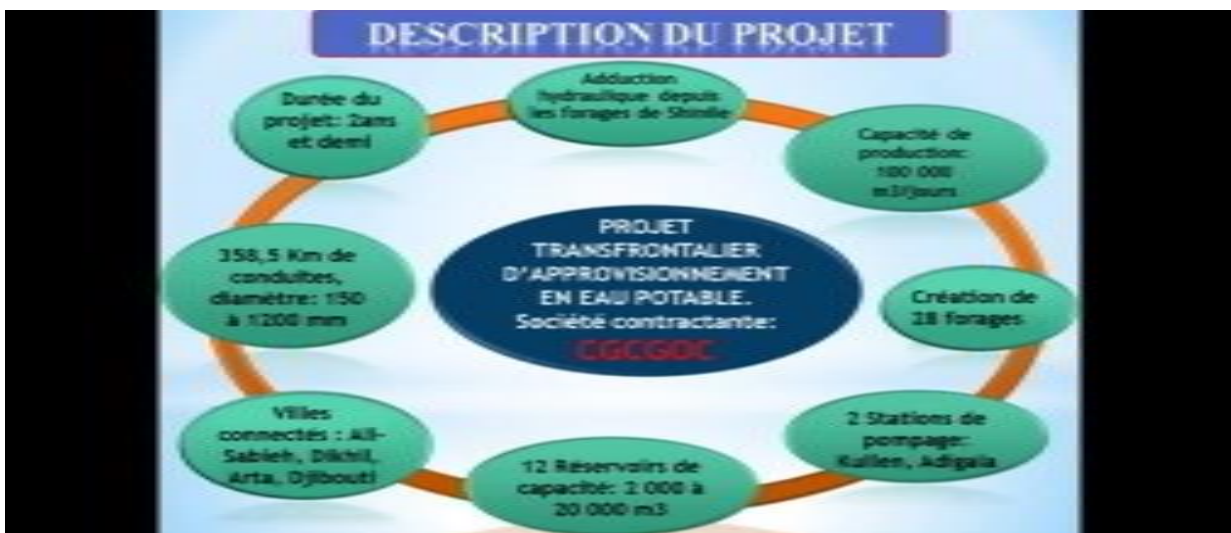 DESCRIPTION DU PROJET
Adduction
hydraulique depuis
les forages de Shinile
Capacité de
production:
100 000
m3/jours
Création de
28 forages
2 Stations de
pompage:
Kullen, Adigala
12 Réservoirs de
capacité: 2 000 à
20 000 m3
Villes
connectés : Ali-
Sabieh, Dikhil,
Arta, Djibouti
358,5 Km de
conduites,
diamètre: 150
à 1200 mm
Durée du
projet: 2ans
et demi
PROJET
TRANSFRONTALIER
D'APPROVISIONNEMENT
EN EAU POTABLE.
Société contractante:
CGCGOC